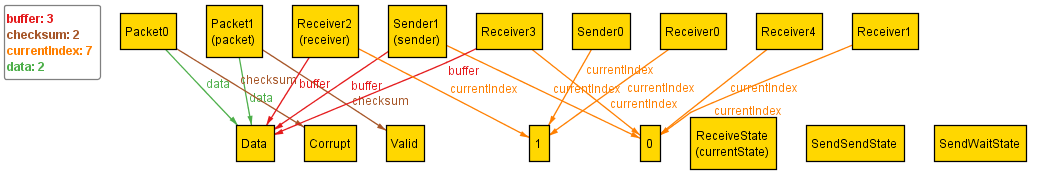 buffer: 3
checksum: 2
currentIndex: 7
data: 2
Packet0
Packet1
(packet)
Receiver2
(receiver)
Sender1
(sender)
Receiver3
Sender0
Receiver0
Receiver4
Receiver1
data
checksum
data
buffer
buffer
checksum
buffer
currentIndex
currentIndex
currentIndex
currentIndex
currentIndex
currentIndex
currentIndex
Data
Corrupt
Valid
1
0
ReceiveState
(currentState)
SendSendState
SendWaitState